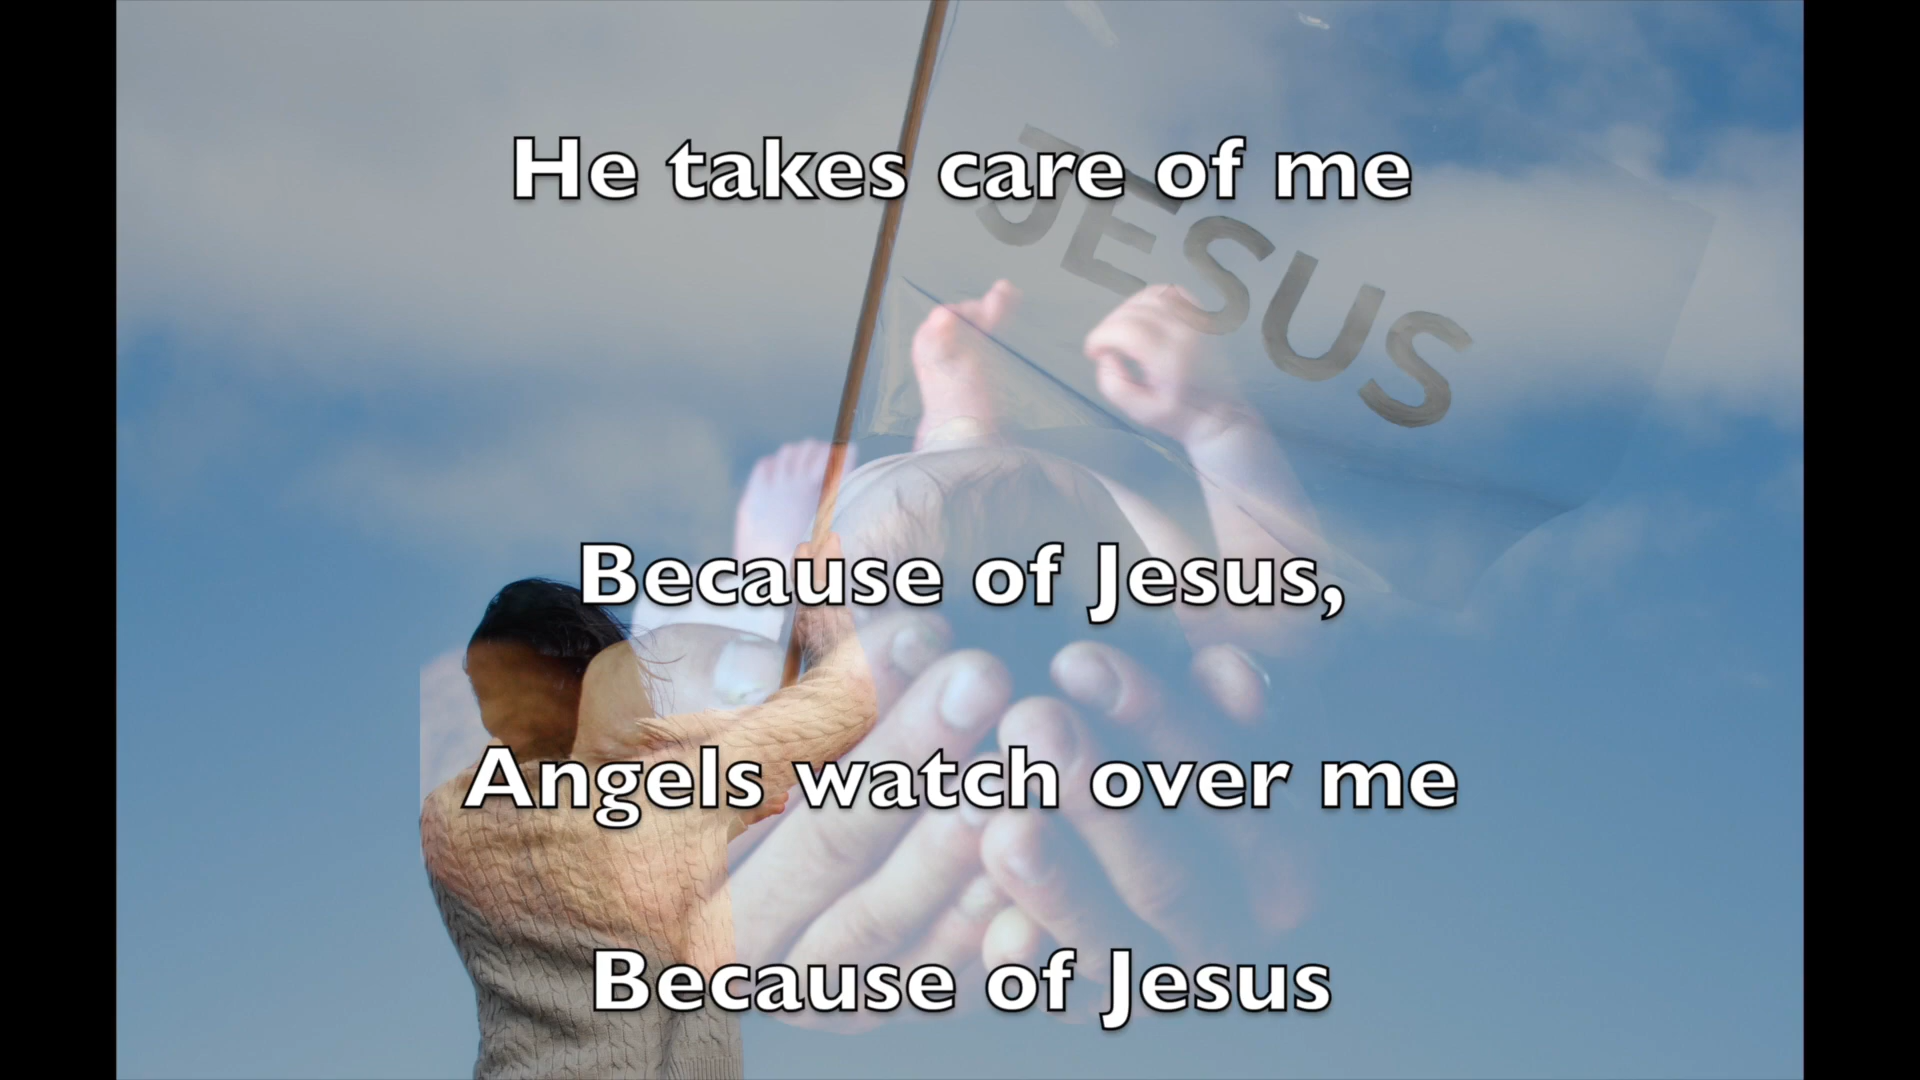 He takes care of me
JESUS
Because of Jesus,
Angels watch over me
Because of Jesus